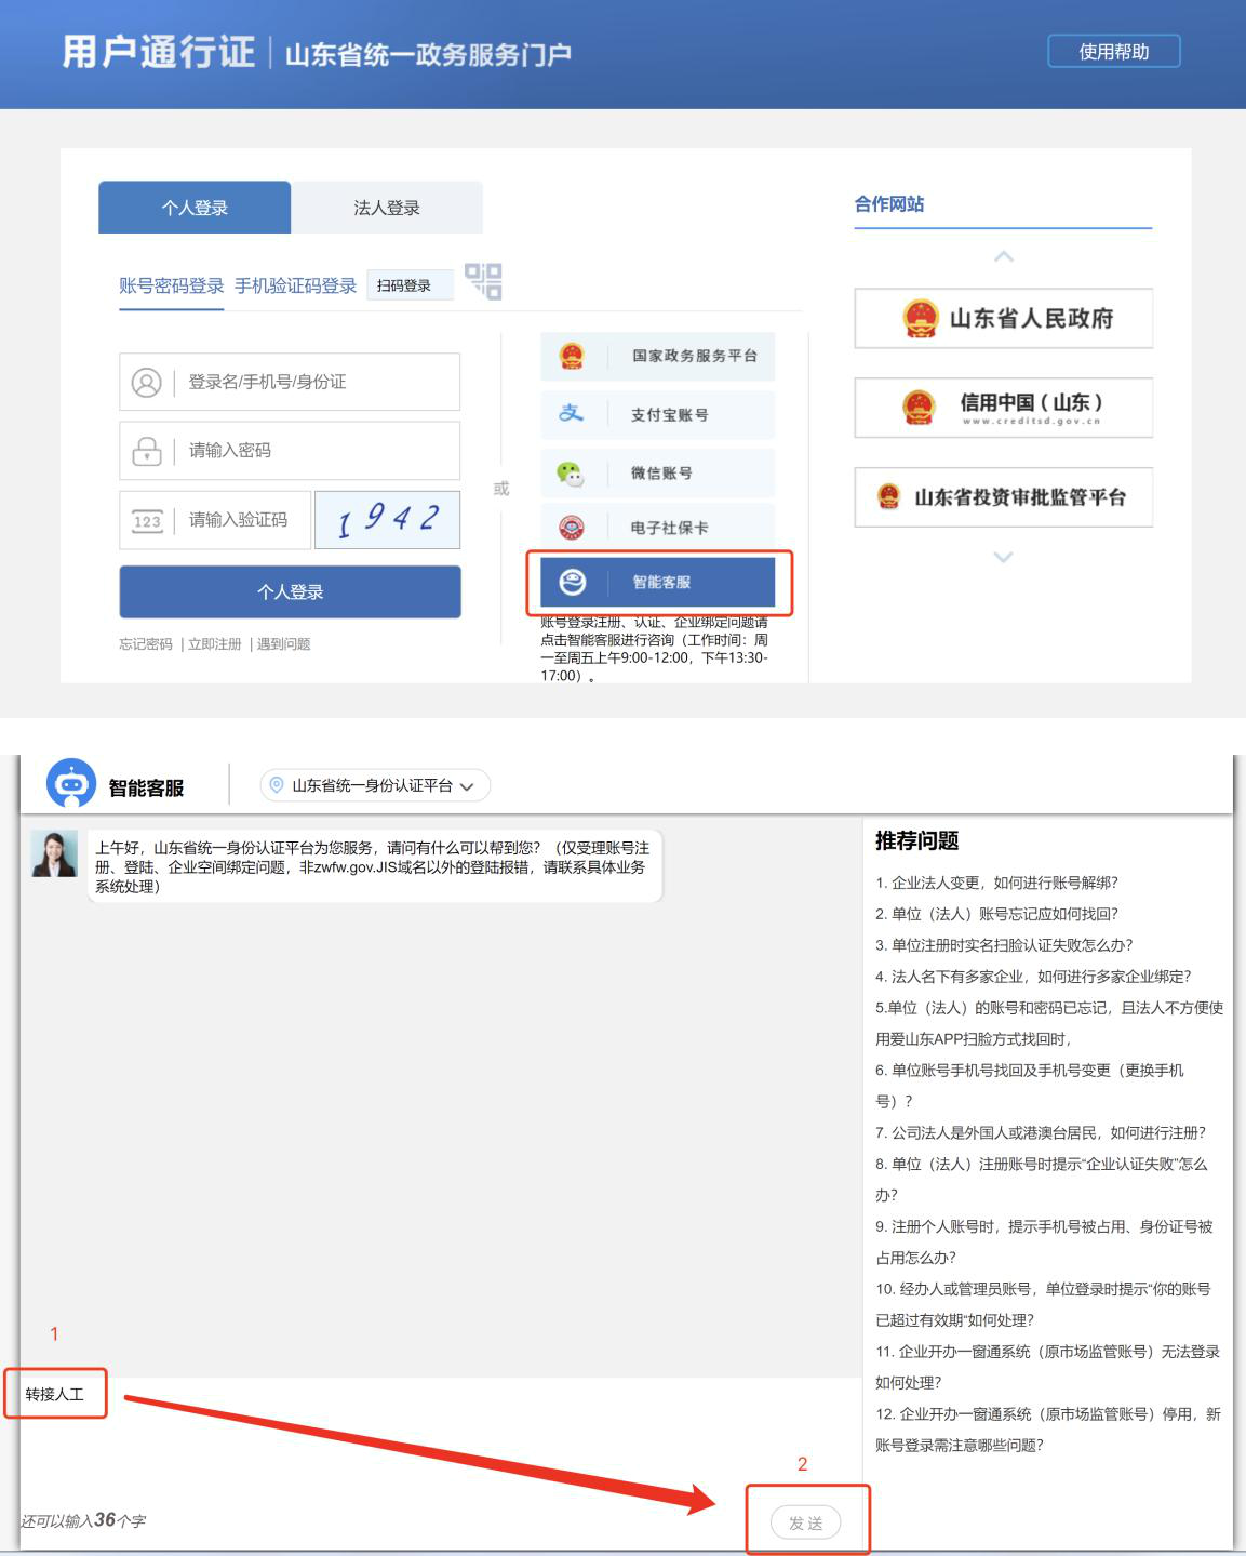 用户通行证 | 山东省统一政务服务门户
使用帮助
个人登录
法人登录
账号密码登录
手机验证码登录
扫码登录
登录名/手机号/身份证
请输入密码
123
请输入验证码
1942
个人登录
忘记密码 | 立即注册 | 遇到问题
或
国家政务服务平台
支付宝账号
微信账号
电子社保卡
智能客服
账号登录注册、认证、企业绑定问题请
点击智能客服进行咨询（工作时间：周
一至周五上午9:00-12:00，下午13:30-
17:00）。
合作网站
山东省人民政府
信用中国（山东）
www.creditsd.gov.cn
山东省投资审批监管平台
智能客服
山东省统一身份认证平台
上午好，山东省统一身份认证平台为您服务，请问有什么可以帮到您？（仅受理账号注
册、登陆、企业空间绑定问题，非zwfw.gov.JIS域名以外的登陆报错，请联系具体业务
系统处理）
推荐问题
1. 企业法人变更，如何进行账号解绑？
2. 单位（法人）账号忘记应如何找回？
3. 单位注册时实名扫脸认证失败怎么办？
4. 法人名下有多家企业，如何进行多家企业绑定？
5.单位（法人）的账号和密码已忘记，且法人不方便使
用爱山东APP扫脸方式找回时，
6. 单位账号手机号找回及手机号变更（更换手机
号）？
7. 公司法人是外国人或港澳台居民，如何进行注册？
8. 单位（法人）注册账号时提示“企业认证失败”怎么
办？
9. 注册个人账号时，提示手机号被占用、身份证号被
占用怎么办？
10. 经办人或管理员账号，单位登录时提示“你的账号
已超过有效期”如何处理？
11. 企业开办一窗通系统（原市场监管账号）无法登录
如何处理？
12. 企业开办一窗通系统（原市场监管账号）停用，新
账号登录需注意哪些问题？
1
转接人工
2
发送
还可以输入36个字